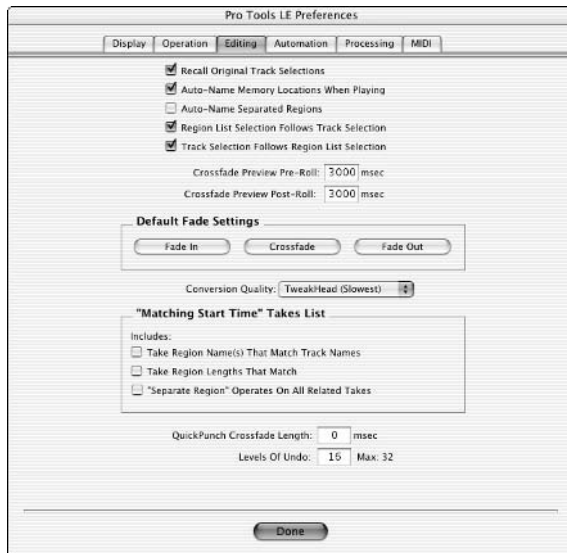 Pro Tools LE Preferences
Display Operation Editing Automation Processing MIDI
Recall Original Track Selections
Auto-Name Memory Locations When Playing
Auto-Name Separated Regions
Region List Selection Follows Track Selection
Track Selection Follows Region List Selection
Crossfade Preview Pre-Roll: 3000 msec
Crossfade Preview Post-Roll: 3000 msec
Default Fade Settings
Fade In Crossfade Fade Out
Conversion Quality: TweakHead (Slowest)
"Matching Start Time" Takes List
Includes:
Take Region Name(s) That Match Track Names
Take Region Lengths That Match
"Separate Region" Operates On All Related Takes
QuickPunch Crossfade Length: 0 msec
Levels Of Undo: 16 Max: 32
Done